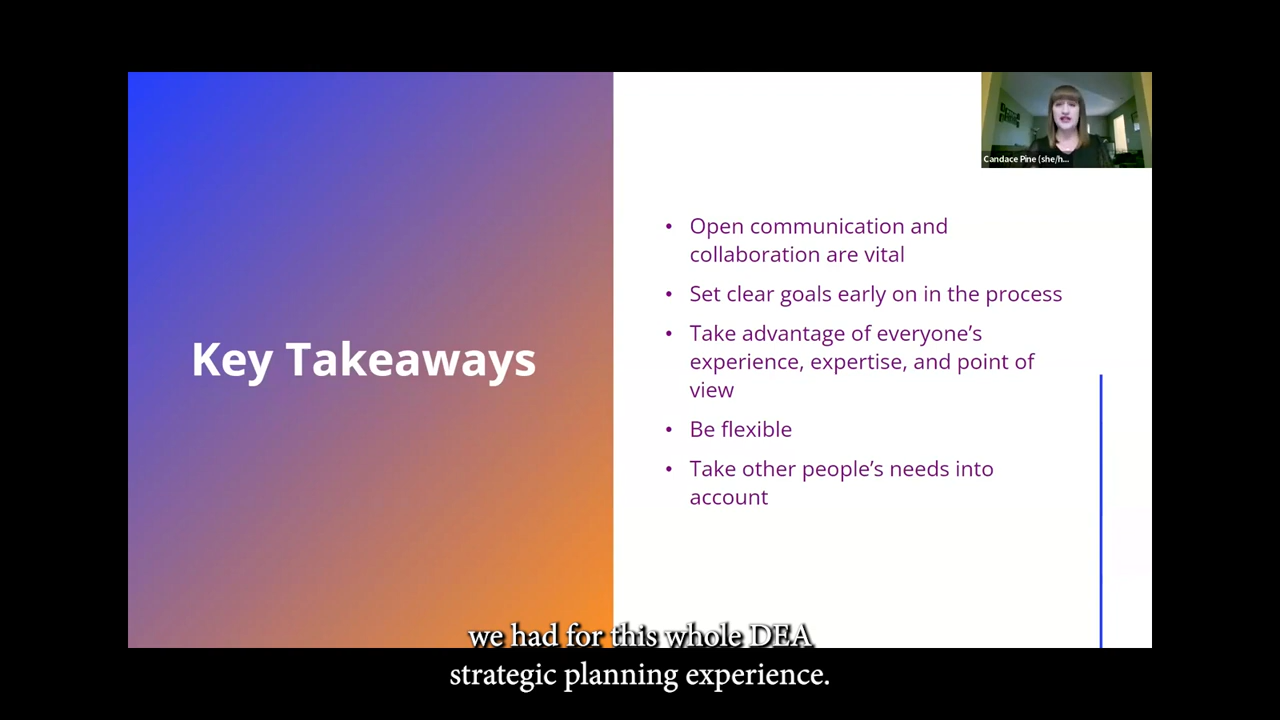 Candace Pine (she/h...
Key Takeaways
• Open communication and
collaboration are vital
• Set clear goals early on in the process
• Take advantage of everyone’s
experience, expertise, and point of
view
• Be flexible
• Take other people’s needs into
account
we had for this whole DEA
strategic planning experience.